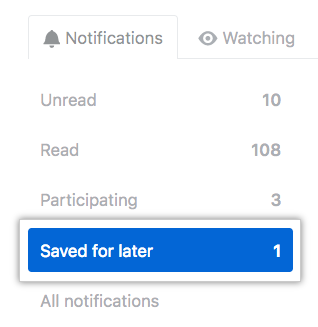 Notifications Watching
Unread 10
Read 108
Participating 3
Saved for later 1
All notifications